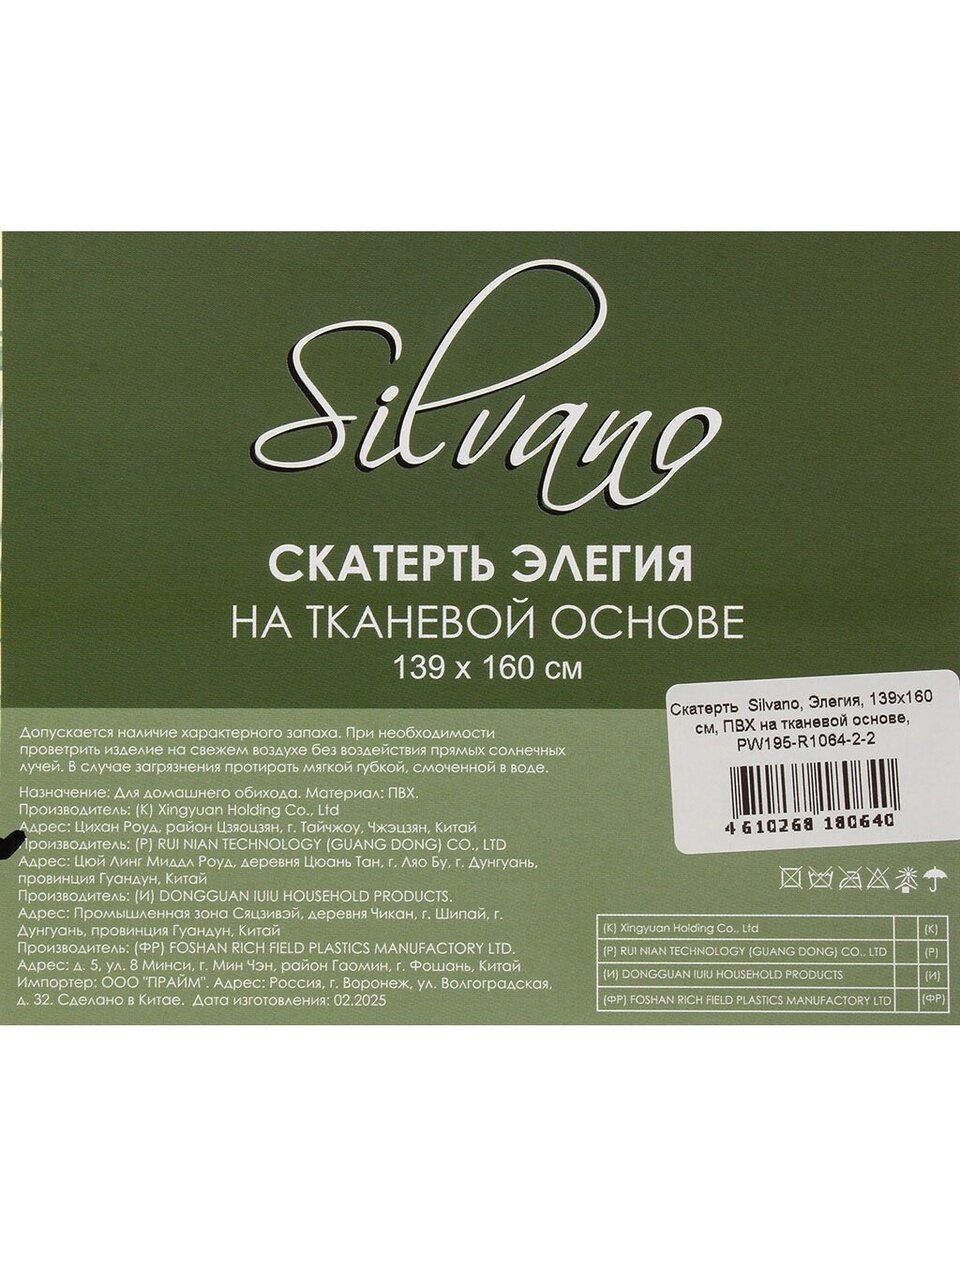 Silvano
СКАТЕРТЬ ЭЛЕГИЯ
НА ТКАНЕВОЙ ОСНОВЕ
139 x 160 см
Скатерть Silvano, Элегия, 139х160
см, ПВХ на тканевой основе,
PW195-R1064-2-2
4 610268 180640
Допускается наличие характерного запаха. При необходимости
проветрить изделие на свежем воздухе без воздействия прямых солнечных
лучей. В случае загрязнения протирать мягкой губкой, смоченной в воде.
Назначение: Для домашнего обихода. Материал: ПВХ.
Производитель: (К) Xingyuan Holding Co., Ltd
Адрес: Цихан Роуд, район Цзяоцзян, г. Тайчжоу, Чжэцзян, Китай
Производитель: (Р) RUI NIAN TECHNOLOGY (GUANG DONG) CO., LTD
Адрес: Цюй Линг Миддл Роуд, деревня Цюань Тан, г. Ляо Бу, г. Дунгуань,
провинция Гуандун, Китай
Производитель: (И) DONGGUAN IUIU HOUSEHOLD PRODUCTS.
Адрес: Промышленная зона Сяцзивэй, деревня Чикан, г. Шипай, г.
Дунгуань, провинция Гуандун, Китай
Производитель: (ФР) FOSHAN RICH FIELD PLASTICS MANUFACTORY LTD.
Адрес: д. 5, ул. 8 Минси, г. Мин Чэн, район Гаомин, г. Фошань, Китай
Импортер: ООО "ПРАЙМ". Адрес: Россия, г. Воронеж, ул. Волгоградская,
д. 32. Сделано в Китае. Дата изготовления: 02.2025
(К) Xingyuan Holding Co., Ltd (К)
(Р) RUI NIAN TECHNOLOGY (GUANG DONG) CO., LTD (Р)
(И) DONGGUAN IUIU HOUSEHOLD PRODUCTS (И)
(ФР) FOSHAN RICH FIELD PLASTICS MANUFACTORY LTD (ФР)